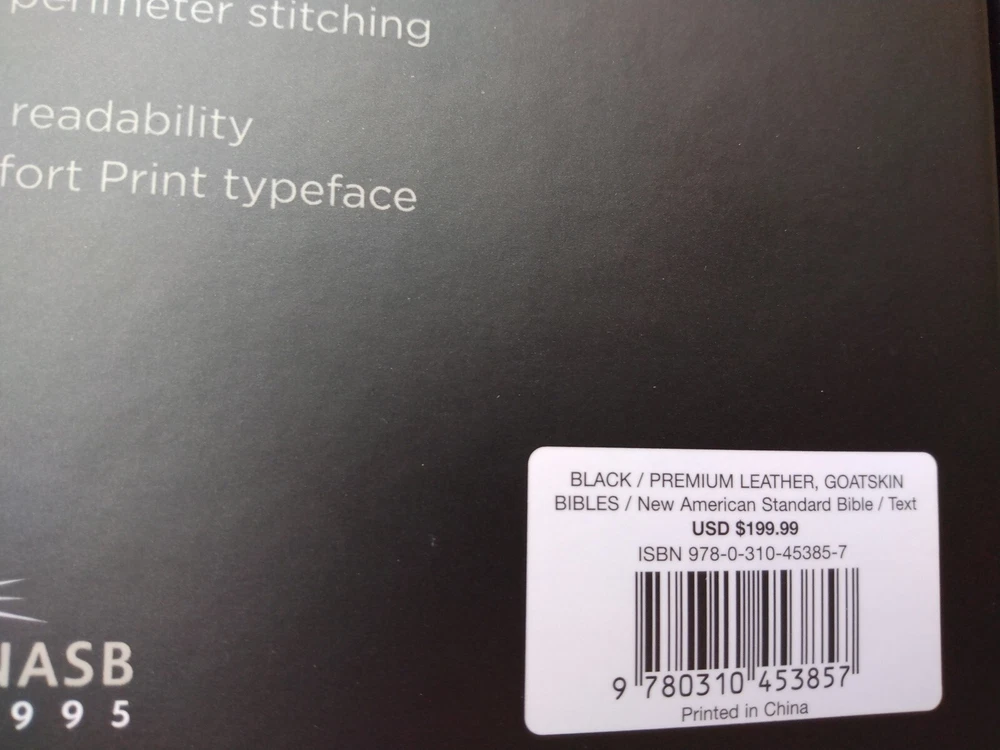 perimeter stitching
readability
fort Print typeface
BLACK / PREMIUM LEATHER, GOATSKIN
BIBLES / New American Standard Bible / Text
USD $199.99
ISBN 978-0-310-45385-7
9 780310 453857
Printed in China
NASB
995